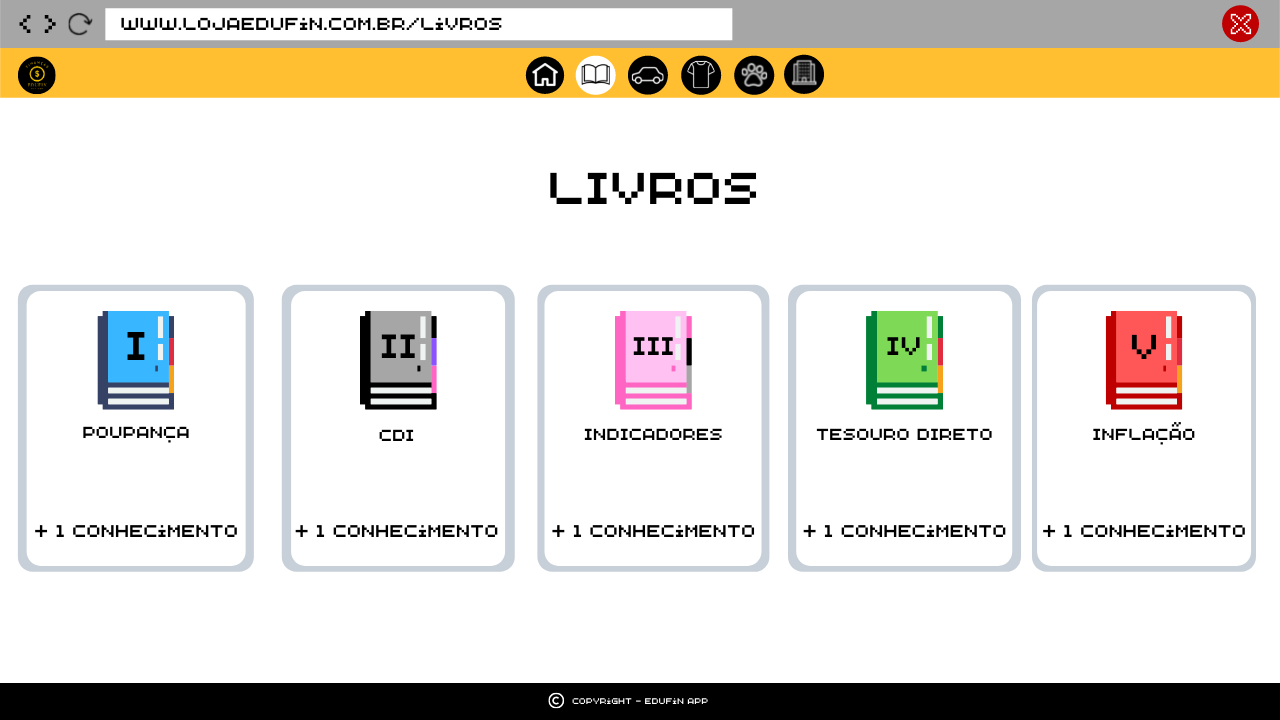 WWW.LOJAEDUFIN.COM.BR/LIVROS
$
LIVROS
I
II
III
IV
V
POUPANÇA
CDI
INDICADORES
TESOURO DIRETO
INFLAÇÃO
+ 1 CONHECIMENTO
+ 1 CONHECIMENTO
+ 1 CONHECIMENTO
+ 1 CONHECIMENTO
+ 1 CONHECIMENTO
© COPYRIGHT - EDUFIN APP